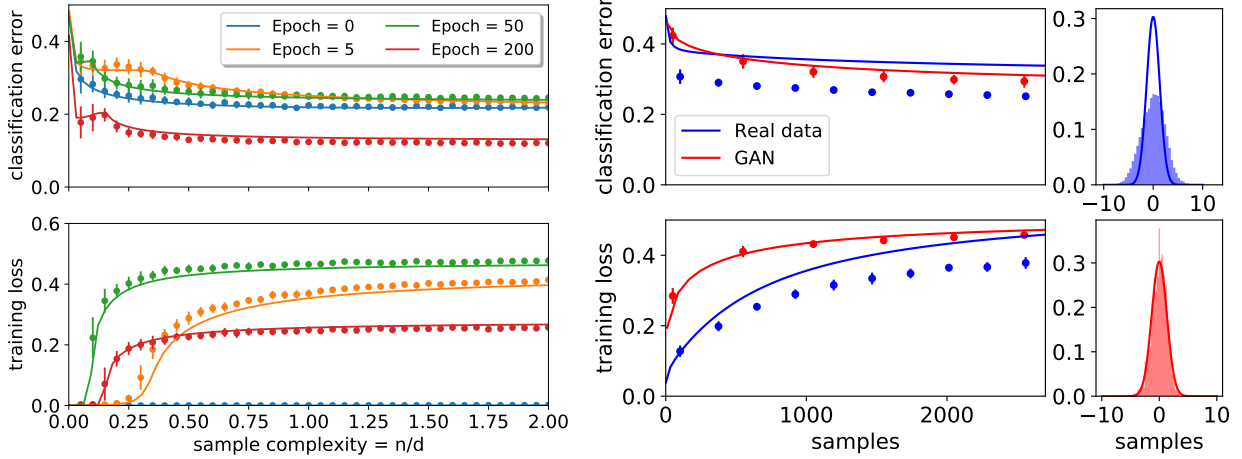 classification error
0.4
0.2
0.0
Epoch = 0
Epoch = 5
Epoch = 50
Epoch = 200
training loss
0.6
0.4
0.2
0.0
0.00 0.25 0.50 0.75 1.00 1.25 1.50 1.75 2.00
sample complexity = n/d
classification error
0.4
0.2
0.0
Real data
GAN
0.3
0.2
0.1
0.0
−10 0 10
training loss
0.4
0.2
0.0
0 1000 2000
samples
0.3
0.2
0.1
0.0
−10 0 10
samples